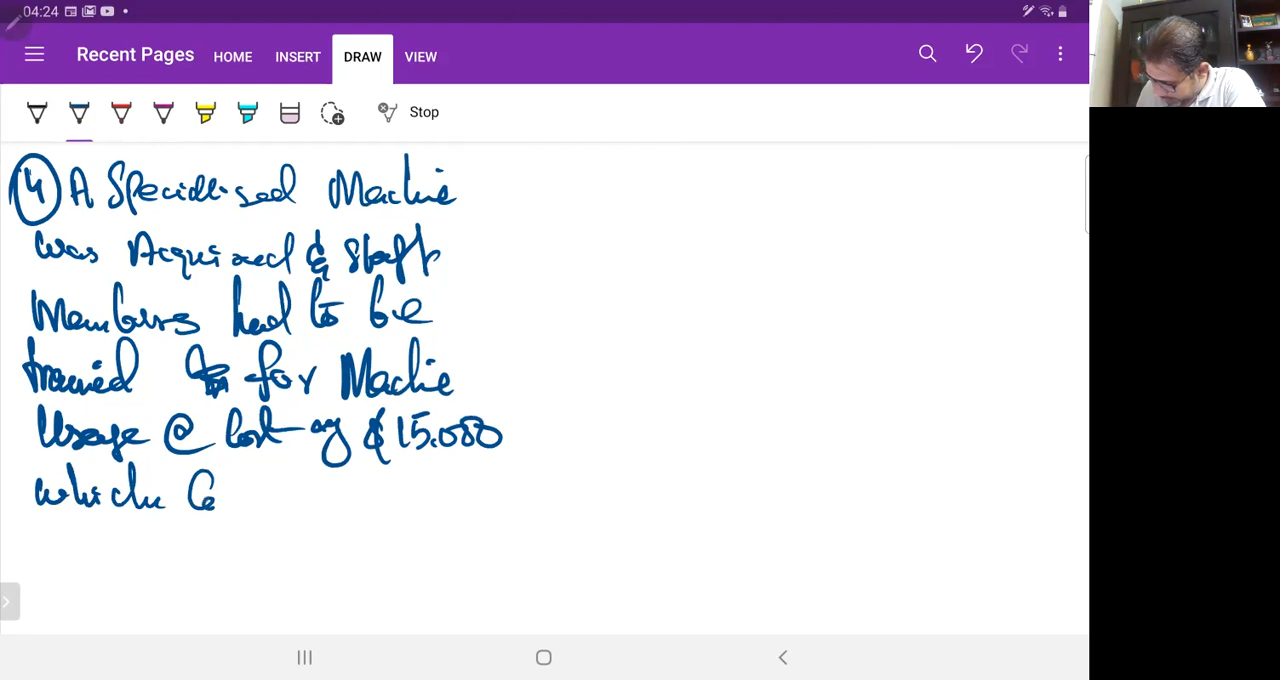 04:24
Recent Pages HOME INSERT DRAW VIEW
Stop
4 A Specialised Machine
was Acquired & Staff
Members had to be
trained for Machine
Usage @ Cost of $15.000
which